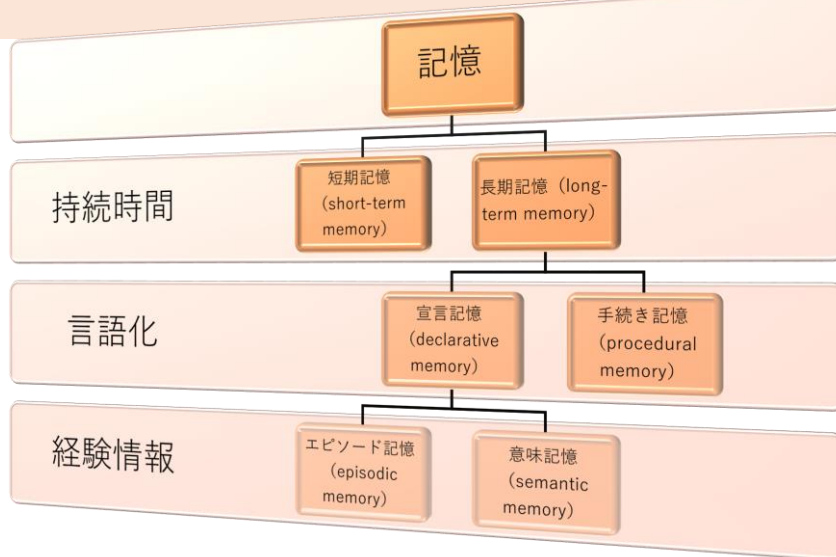 記憶
持続時間
短期記憶
(short-term
memory)
長期記憶（long-
term memory）
言語化
宣言記憶
(declarative
memory)
手続き記憶
(procedural
memory)
経験情報
エピソード記憶
(episodic
memory)
意味記憶
(semantic
memory)